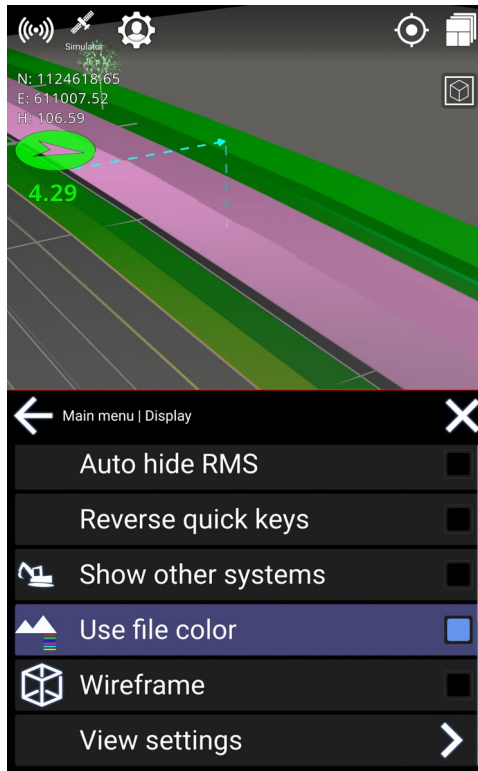 Simulator
N: 1124618.65
E: 611007.52
H: 106.59
4.29
Main menu | Display
Auto hide RMS
Reverse quick keys
Show other systems
Use file color
Wireframe
View settings